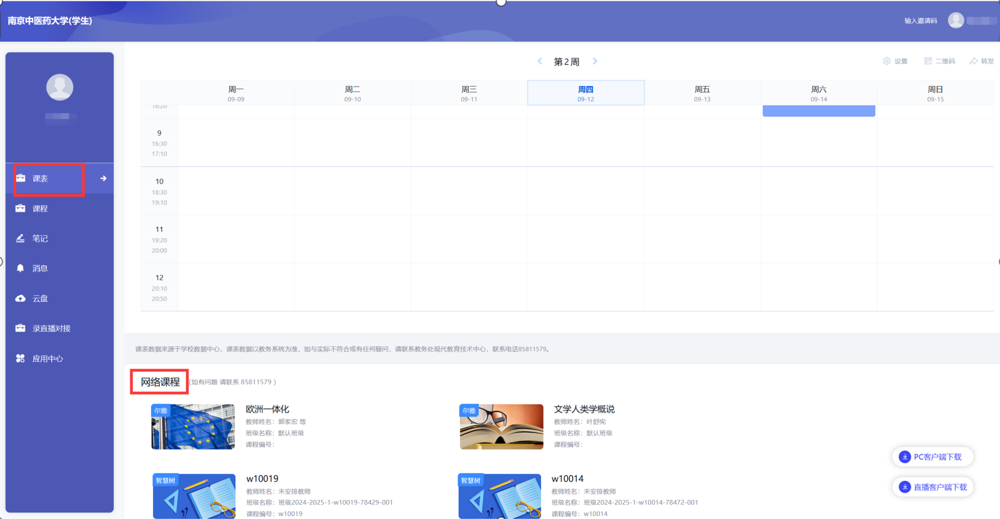 南京中医药大学(学生)
输入邀请码
第2周
设置
二维码
转发
周一
09-09
周二
09-10
周三
09-11
周四
09-12
周五
09-13
周六
09-14
周日
09-15
16:20
9
16:30
17:10
10
18:30
19:10
11
19:20
20:00
12
20:10
20:50
课表
课程
笔记
消息
云盘
录直播对接
应用中心
课表数据来源于学校数据中心，课表数据以教务系统为准，如与实际不符合或有任何疑问，请联系教务处现代教育技术中心，联系电话85811579。
网络课程 (如有问题 请联系 85811579 )
尔雅
欧洲一体化
教师姓名：郭家宏 等
班级名称：默认班级
课程编号：
尔雅
文学人类学概说
教师姓名：叶舒宪
班级名称：默认班级
课程编号：
智慧树
w10019
教师姓名：未安排教师
班级名称：班级2024-2025-1-w10019-78429-001
课程编号：w10019
智慧树
w10014
教师姓名：未安排教师
班级名称：班级2024-2025-1-w10014-78472-001
课程编号：w10014
PC客户端下载
直播客户端下载